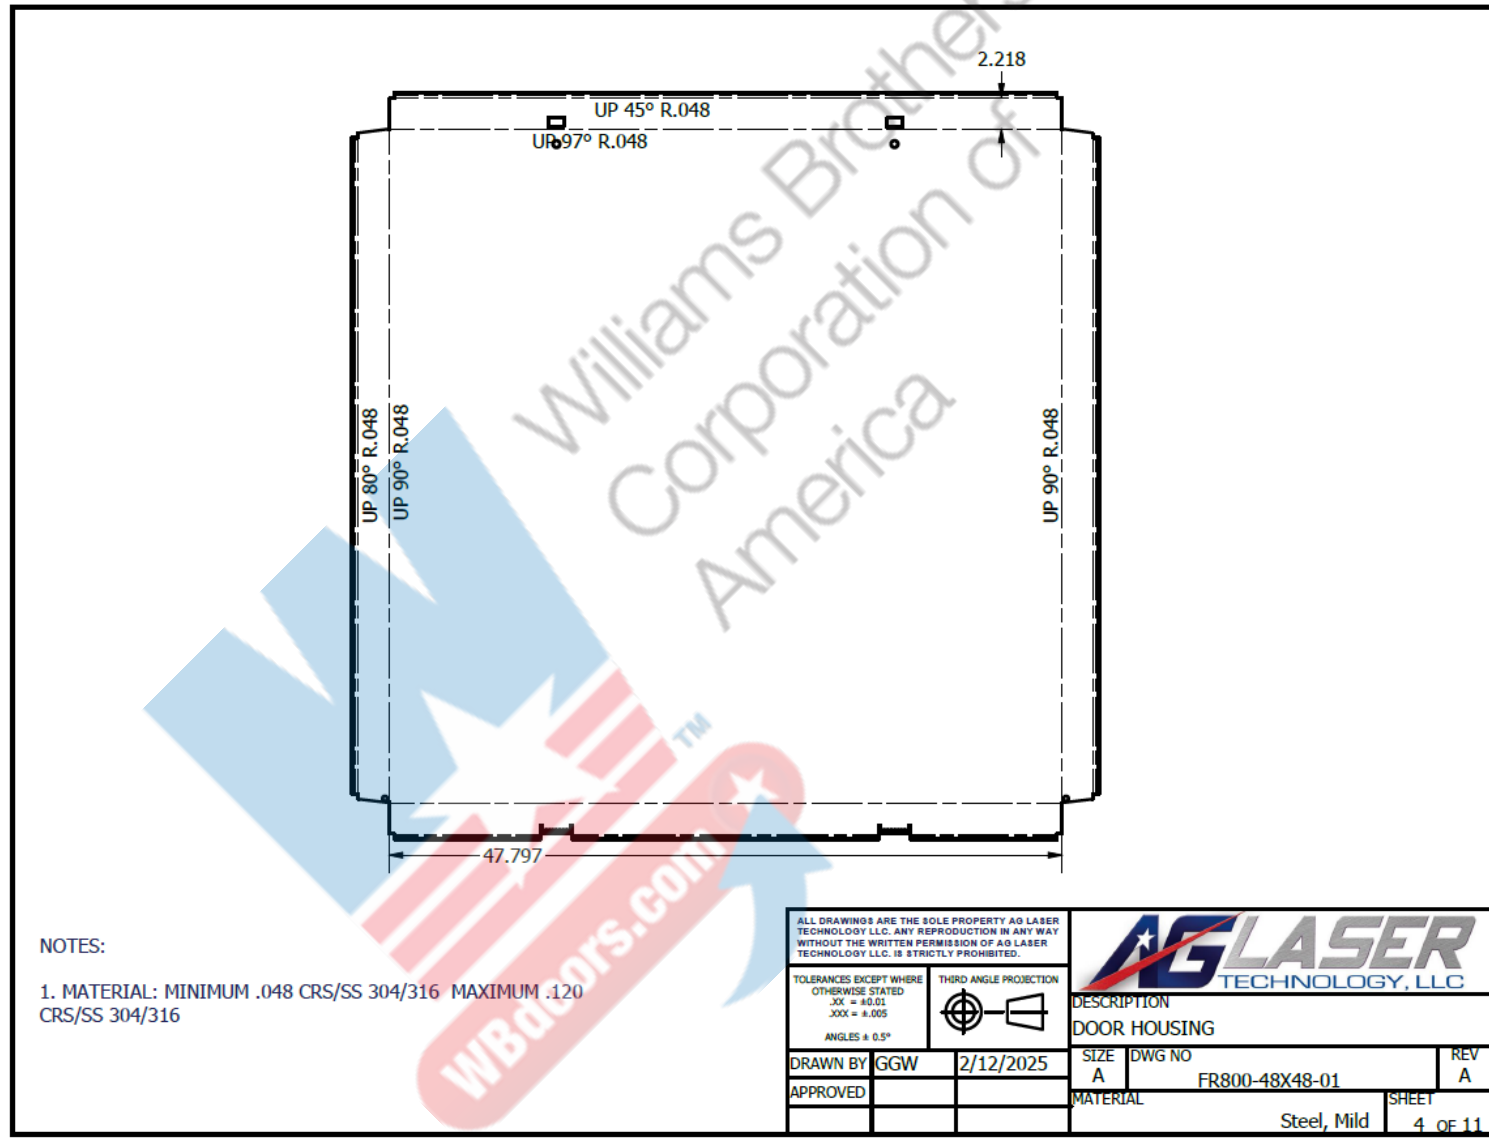 2.218
UP 45° R.048
UP 97° R.048
Williams Brothers
Corporation of
America
UP 80° R.048
UP 90° R.048
UP 90° R.048
TM
WBdoors.com
47.797
NOTES:
1. MATERIAL: MINIMUM .048 CRS/SS 304/316 MAXIMUM .120
CRS/SS 304/316
ALL DRAWINGS ARE THE SOLE PROPERTY AG LASER
TECHNOLOGY LLC. ANY REPRODUCTION IN ANY WAY
WITHOUT THE WRITTEN PERMISSION OF AG LASER
TECHNOLOGY LLC. IS STRICTLY PROHIBITED.
TOLERANCES EXCEPT WHERE
OTHERWISE STATED
.XX = ±0.01
.XXX = ±.005
ANGLES ± 0.5°
THIRD ANGLE PROJECTION
AG LASER
TECHNOLOGY, LLC
DESCRIPTION
DOOR HOUSING
DRAWN BY GGW 2/12/2025
APPROVED
SIZE
A
DWG NO
FR800-48X48-01
REV
A
MATERIAL
Steel, Mild
SHEET
4 OF 11